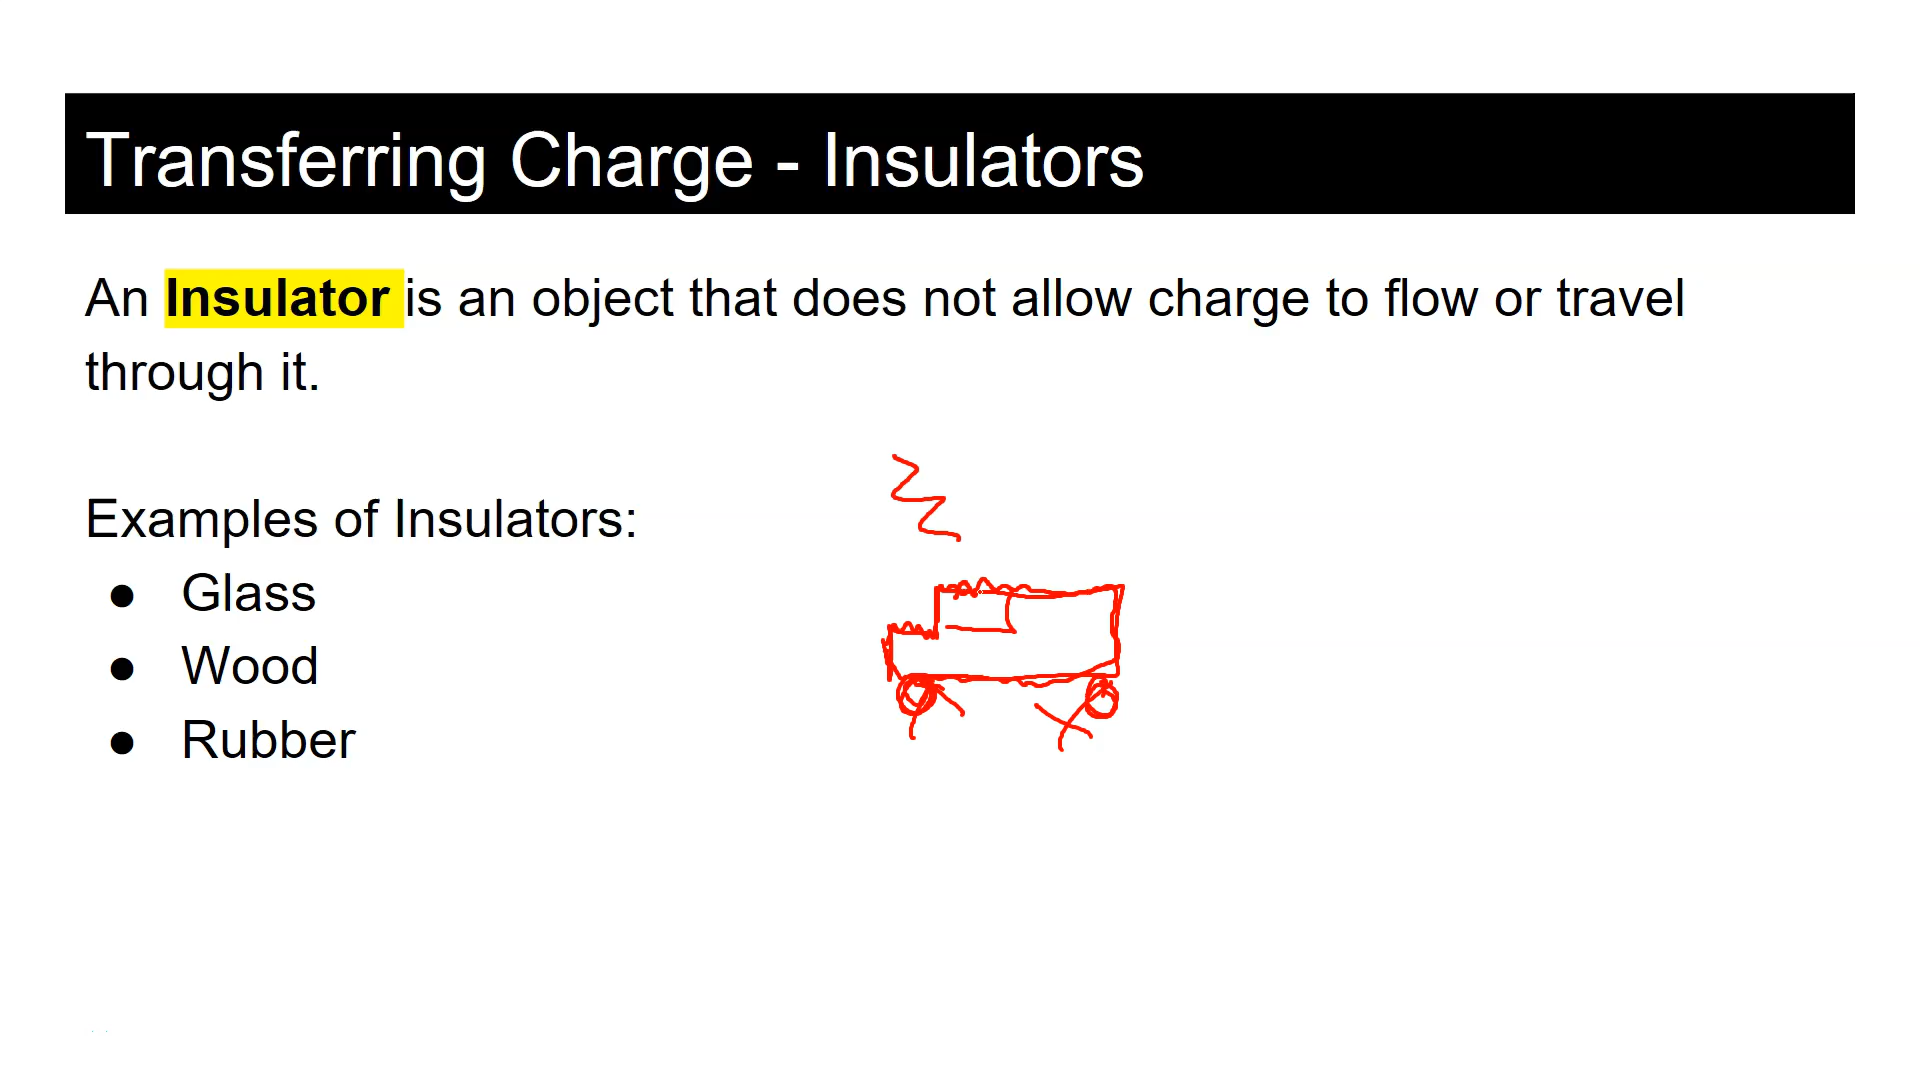 Transferring Charge - Insulators
An Insulator is an object that does not allow charge to flow or travel
through it.
Examples of Insulators:
● Glass
● Wood
● Rubber